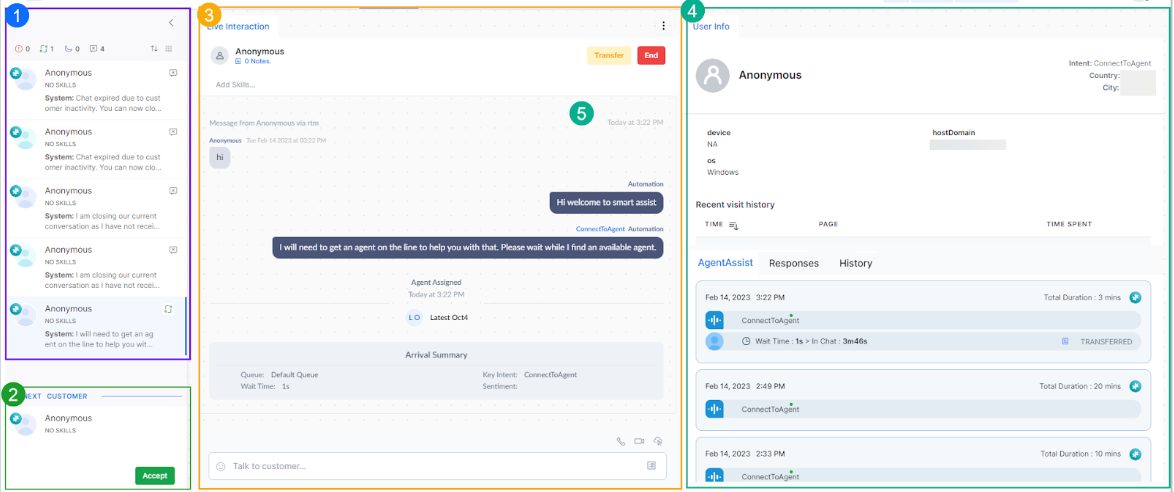 1
0 1 0 4
Anonymous
NO SKILLS
System: Chat expired due to cust
omer inactivity. You can now clo...
Anonymous
NO SKILLS
System: Chat expired due to cust
omer inactivity. You can now clo...
Anonymous
NO SKILLS
System: I am closing our current
conversation as I have not recei...
Anonymous
NO SKILLS
System: I am closing our current
conversation as I have not recei...
Anonymous
NO SKILLS
System: I will need to get an ag
ent on the line to help you wit...
2
NEXT CUSTOMER
Anonymous
NO SKILLS
Accept
3
Live Interaction
Anonymous
0 Notes.
Transfer
End
Add Skills...
5
Message from Anonymous via rtm
Today at 3:22 PM
Anonymous Tue Feb 14 2023 at 03:22 PM
hi
Automation
Hi welcome to smart assist
ConnectToAgent Automation
I will need to get an agent on the line to help you with that. Please wait while I find an available agent.
Agent Assigned
Today at 3:22 PM
L O Latest Oct4
Arrival Summary
Queue: Default Queue
Key Intent: ConnectToAgent
Wait Time: 1s
Sentiment:
Talk to customer...
4
User Info
Anonymous
Intent: ConnectToAgent
Country:
City:
device
NA
hostDomain
os
Windows
Recent visit history
TIME PAGE TIME SPENT
AgentAssist Responses History
Feb 14, 2023 3:22 PM
Total Duration : 3 mins
ConnectToAgent
Wait Time : 1s > In Chat : 3m46s
TRANSFERRED
Feb 14, 2023 2:49 PM
Total Duration : 20 mins
ConnectToAgent
Feb 14, 2023 2:33 PM
Total Duration : 10 mins
ConnectToAgent